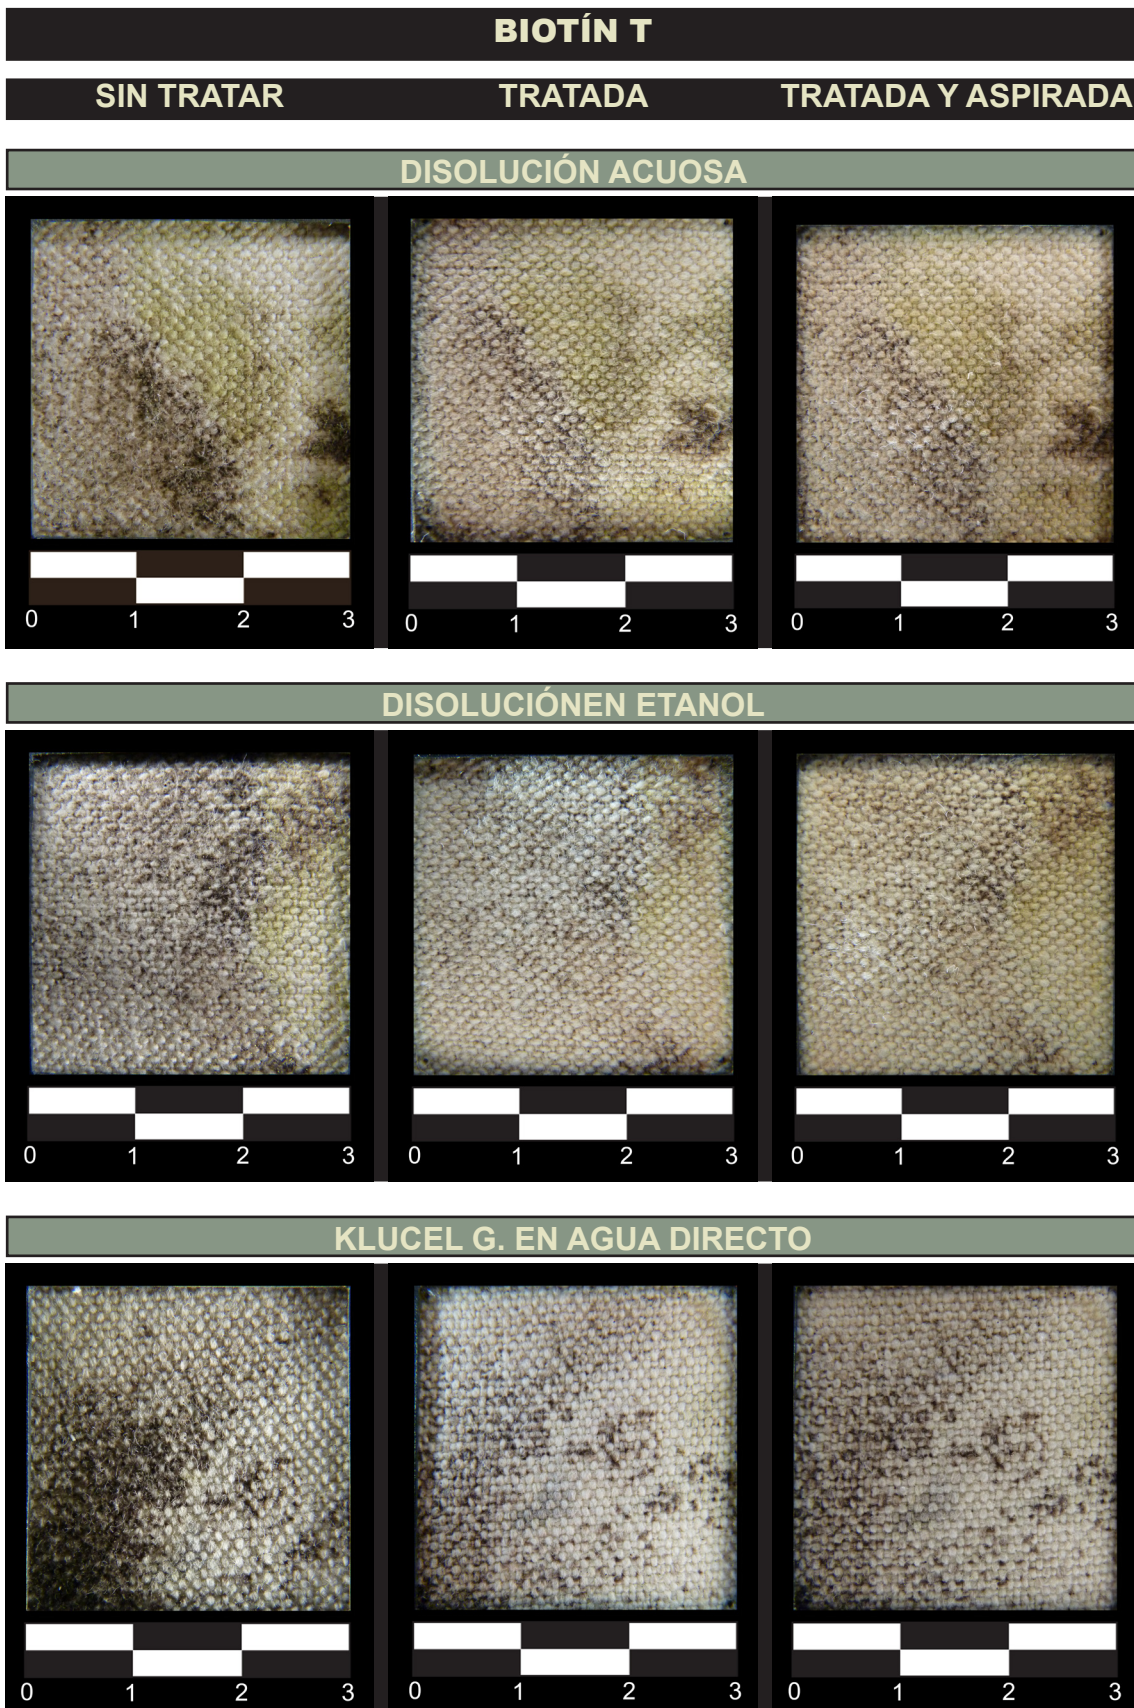 BIOTÍN T
SIN TRATAR TRATADA TRATADA Y ASPIRADA
DISOLUCIÓN ACUOSA
0 1 2 3 0 1 2 3 0 1 2 3
DISOLUCIÓNEN ETANOL
0 1 2 3 0 1 2 3 0 1 2 3
KLUCEL G. EN AGUA DIRECTO
0 1 2 3 0 1 2 3 0 1 2 3